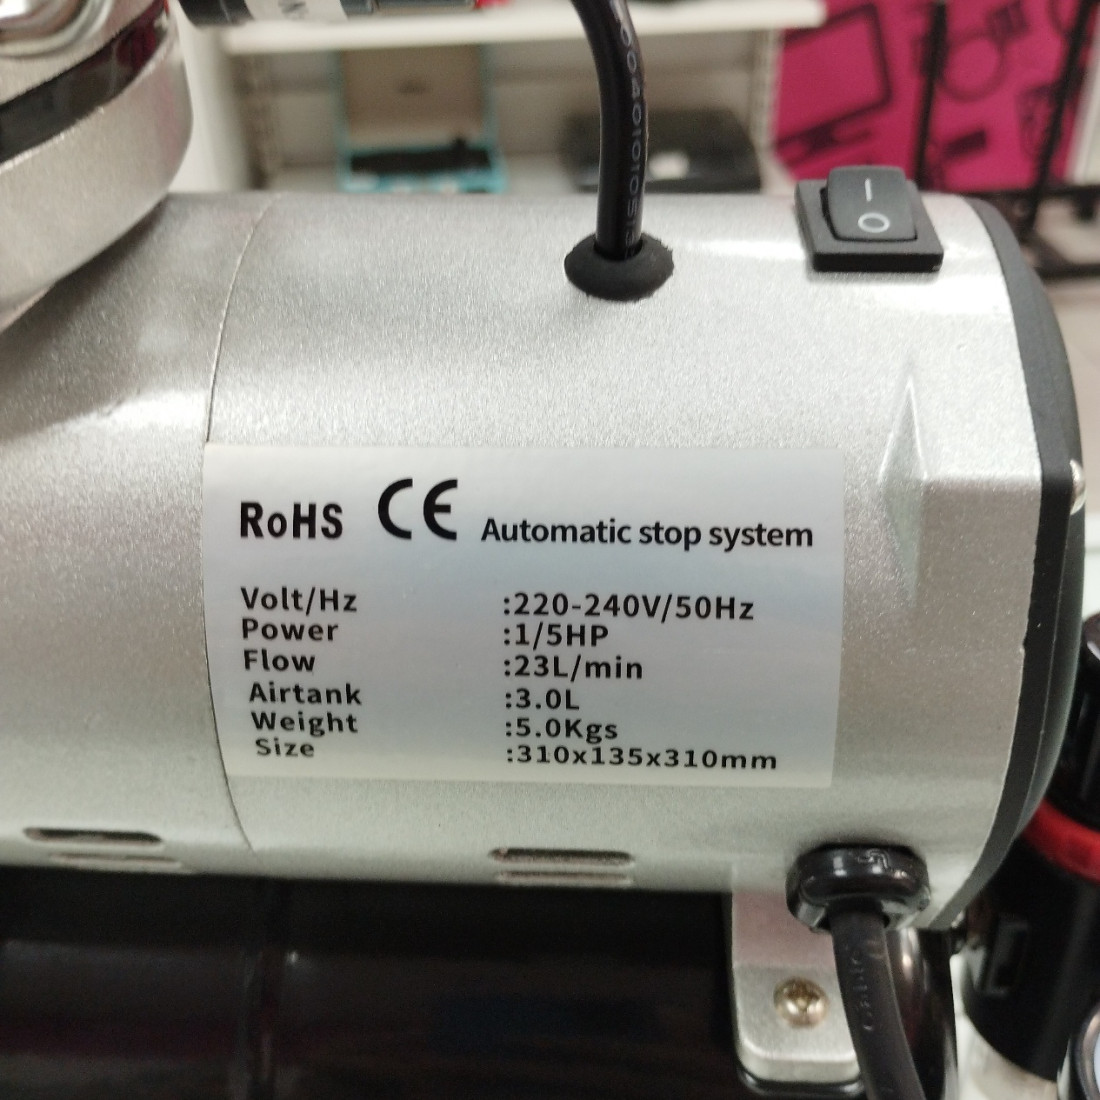 RoHS CE Automatic stop system
Volt/Hz :220-240V/50Hz
Power :1/5HP
Flow :23L/min
Airtank :3.0L
Weight :5.0Kgs
Size :310x135x310mm